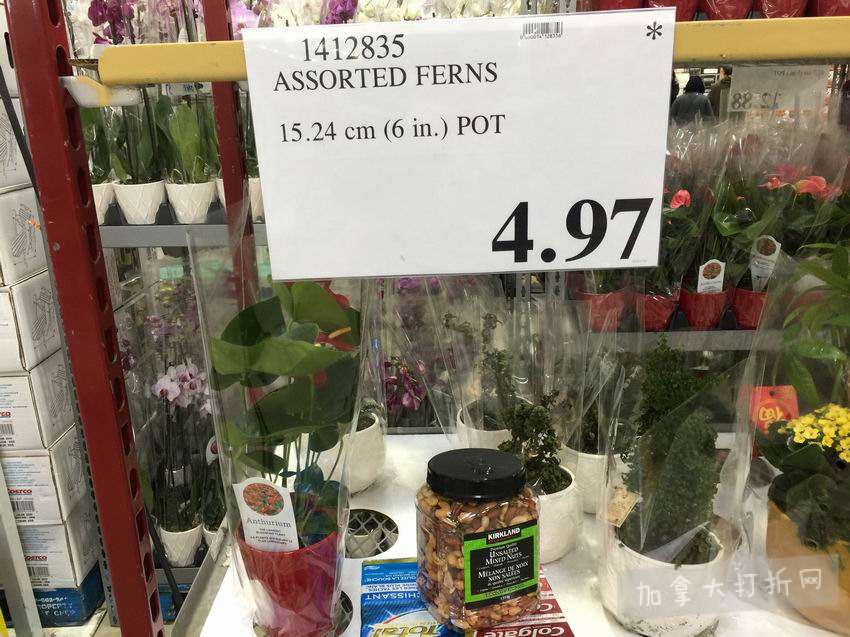 1412835
ASSORTED FERNS
15.24 cm (6 in.) POT
4.97
*
Anthurium
KIRKLAND
UNSALTED
MIXED NUTS
MÉLANGE DE NOIX
NON SALÉES
Total
Colgate
COSTCO
加拿大打折网